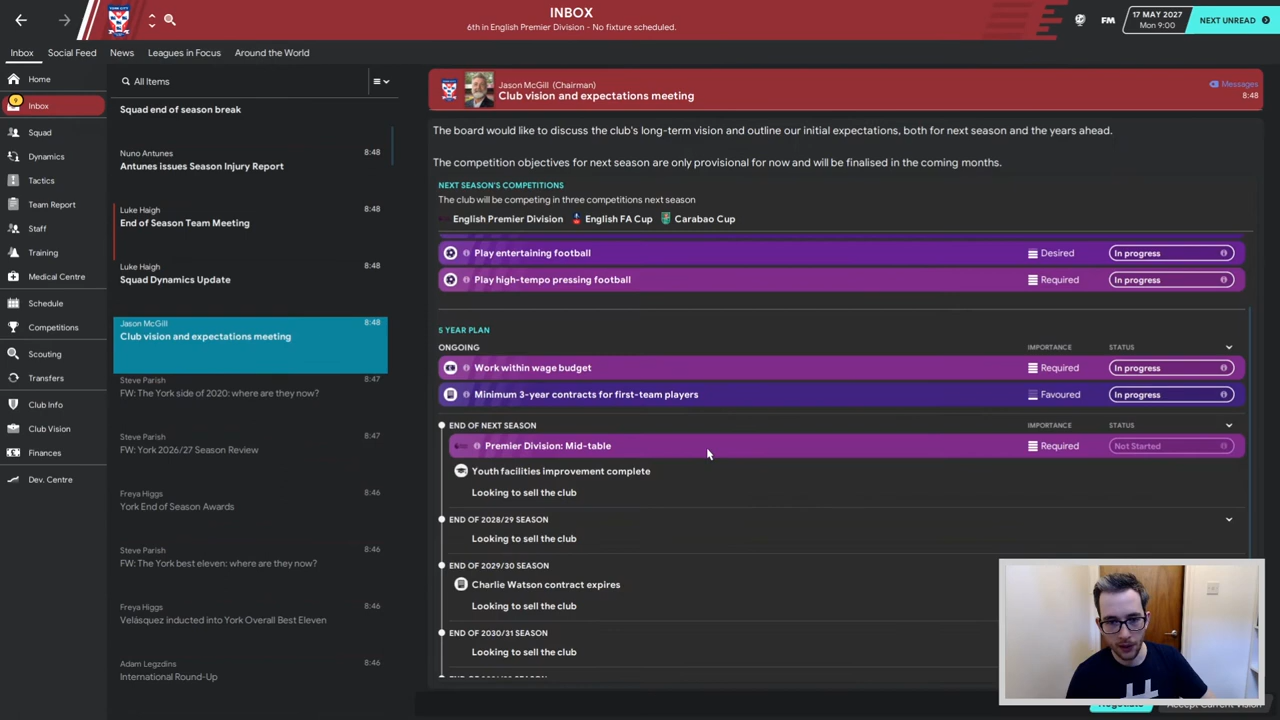 INBOX
6th in English Premier Division - No fixture scheduled.
FM
17 MAY 2027
Mon 9:00
NEXT UNREAD
Inbox
Social Feed
News
Leagues in Focus
Around the World
Home
Inbox
Squad
Dynamics
Tactics
Team Report
Staff
Training
Medical Centre
Schedule
Competitions
Scouting
Transfers
Club Info
Club Vision
Finances
Dev. Centre
All Items
Squad end of season break
Nuno Antunes 8:48
Antunes issues Season Injury Report
Luke Haigh 8:48
End of Season Team Meeting
Luke Haigh 8:48
Squad Dynamics Update
Jason McGill 8:48
Club vision and expectations meeting
Steve Parish 8:47
FW: The York side of 2020: where are they now?
Steve Parish 8:47
FW: York 2026/27 Season Review
Freya Higgs 8:46
York End of Season Awards
Steve Parish 8:46
FW: The York best eleven: where are they now?
Freya Higgs 8:46
Velásquez inducted into York Overall Best Eleven
Adam Legzdins 8:46
International Round-Up
Jason McGill (Chairman)
Club vision and expectations meeting
Messages
8:48
The board would like to discuss the club's long-term vision and outline our initial expectations, both for next season and the years ahead.
The competition objectives for next season are only provisional for now and will be finalised in the coming months.
NEXT SEASON'S COMPETITIONS
The club will be competing in three competitions next season
English Premier Division English FA Cup Carabao Cup
Play entertaining football Desired In progress
Play high-tempo pressing football Required In progress
5 YEAR PLAN
ONGOING IMPORTANCE STATUS
Work within wage budget Required In progress
Minimum 3-year contracts for first-team players Favoured In progress
END OF NEXT SEASON IMPORTANCE STATUS
Premier Division: Mid-table Required Not Started
Youth facilities improvement complete
Looking to sell the club
END OF 2028/29 SEASON
Looking to sell the club
END OF 2029/30 SEASON
Charlie Watson contract expires
Looking to sell the club
END OF 2030/31 SEASON
Looking to sell the club
Negotiate Accept Current Vision